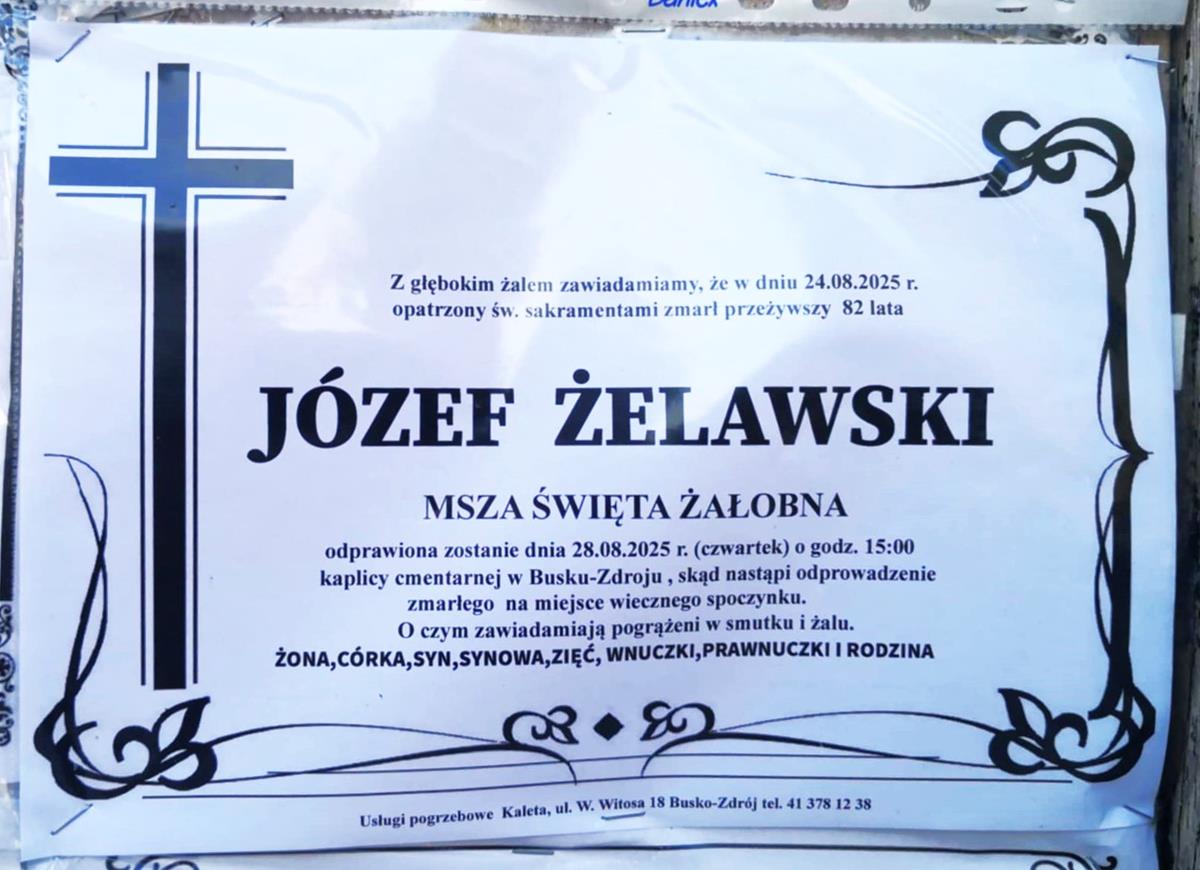 Z głębokim żalem zawiadamiamy, że w dniu 24.08.2025 r.
opatrzony św. sakramentami zmarł przeżywszy 82 lata
JÓZEF ŻELAWSKI
MSZA ŚWIĘTA ŻAŁOBNA
odprawiona zostanie dnia 28.08.2025 r. (czwartek) o godz. 15:00
kaplicy cmentarnej w Busku-Zdroju , skąd nastąpi odprowadzenie
zmarłego na miejsce wiecznego spoczynku.
O czym zawiadamiają pogrążeni w smutku i żalu.
ŻONA,CÓRKA,SYN,SYNOWA,ZIĘĆ, WNUCZKI,PRAWNUCZKI I RODZINA
Usługi pogrzebowe Kaleta, ul. W. Witosa 18 Busko-Zdrój tel. 41 378 12 38